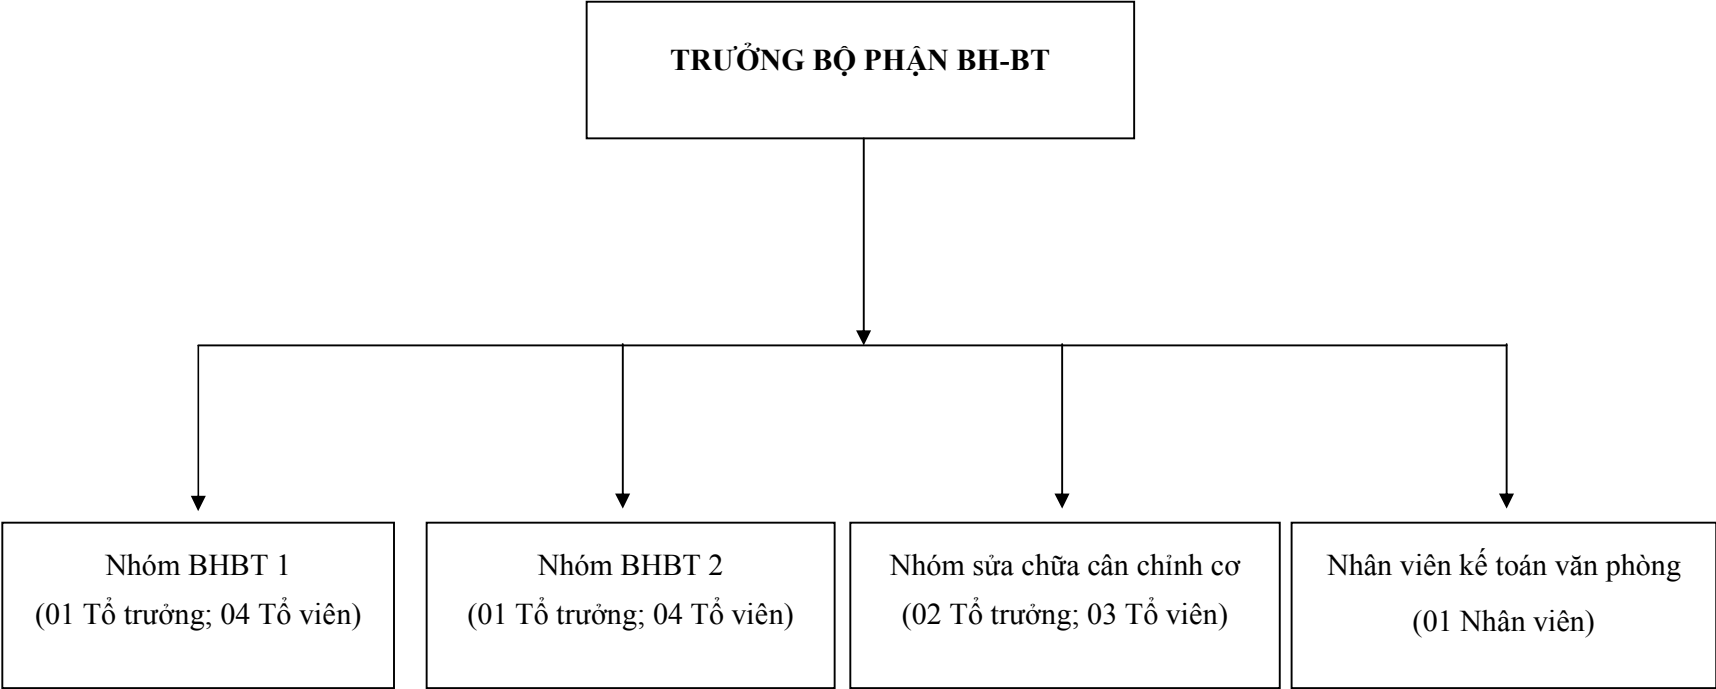 TRƯỞNG BỘ PHẬN BH-BT
Nhóm BHBT 1
(01 Tổ trưởng; 04 Tổ viên)
Nhóm BHBT 2
(01 Tổ trưởng; 04 Tổ viên)
Nhóm sửa chữa cân chỉnh cơ
(02 Tổ trưởng; 03 Tổ viên)
Nhân viên kế toán văn phòng
(01 Nhân viên)